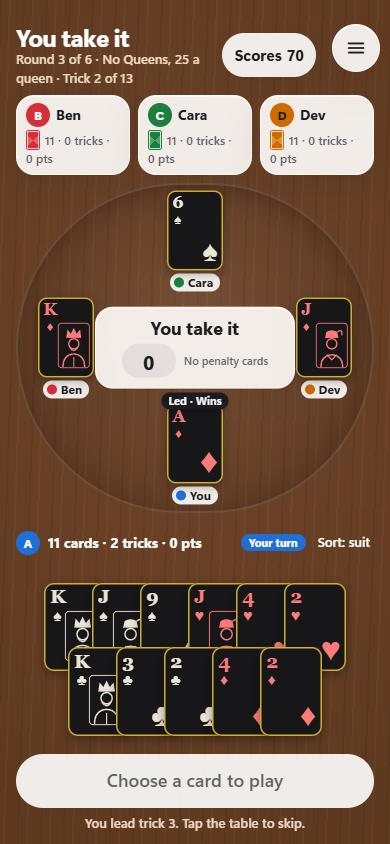 You take it
Round 3 of 6 · No Queens, 25 a
queen · Trick 2 of 13
Scores 70
B Ben
11 · 0 tricks ·
0 pts
C Cara
11 · 0 tricks ·
0 pts
D Dev
11 · 0 tricks ·
0 pts
6
Cara
K
Ben
You take it
0 No penalty cards
J
Dev
Led · Wins
A
You
A 11 cards · 2 tricks · 0 pts
Your turn
Sort: suit
K J 9 J 4 2
K 3 2 4 2
Choose a card to play
You lead trick 3. Tap the table to skip.